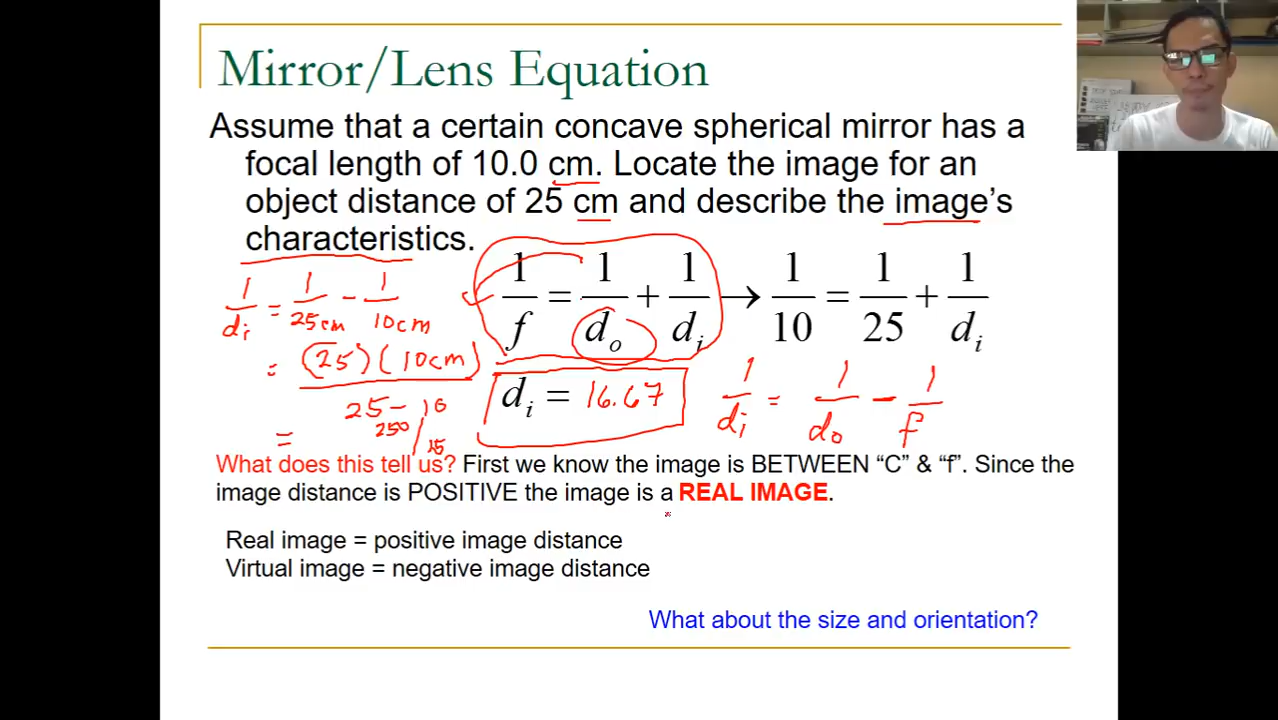 Mirror/Lens Equation
Assume that a certain concave spherical mirror has a
focal length of 10.0 cm. Locate the image for an
object distance of 25 cm and describe the image's
characteristics.
1/f = 1/d_o + 1/d_i → 1/10 = 1/25 + 1/d_i
1/di = 1/25cm - 1/10cm
= (25)(10cm)
25 - 10
= 250/15
d_i = 16.67
1/di = 1/do - 1/f
What does this tell us? First we know the image is BETWEEN “C” & “f”. Since the
image distance is POSITIVE the image is a REAL IMAGE.
Real image = positive image distance
Virtual image = negative image distance
What about the size and orientation?